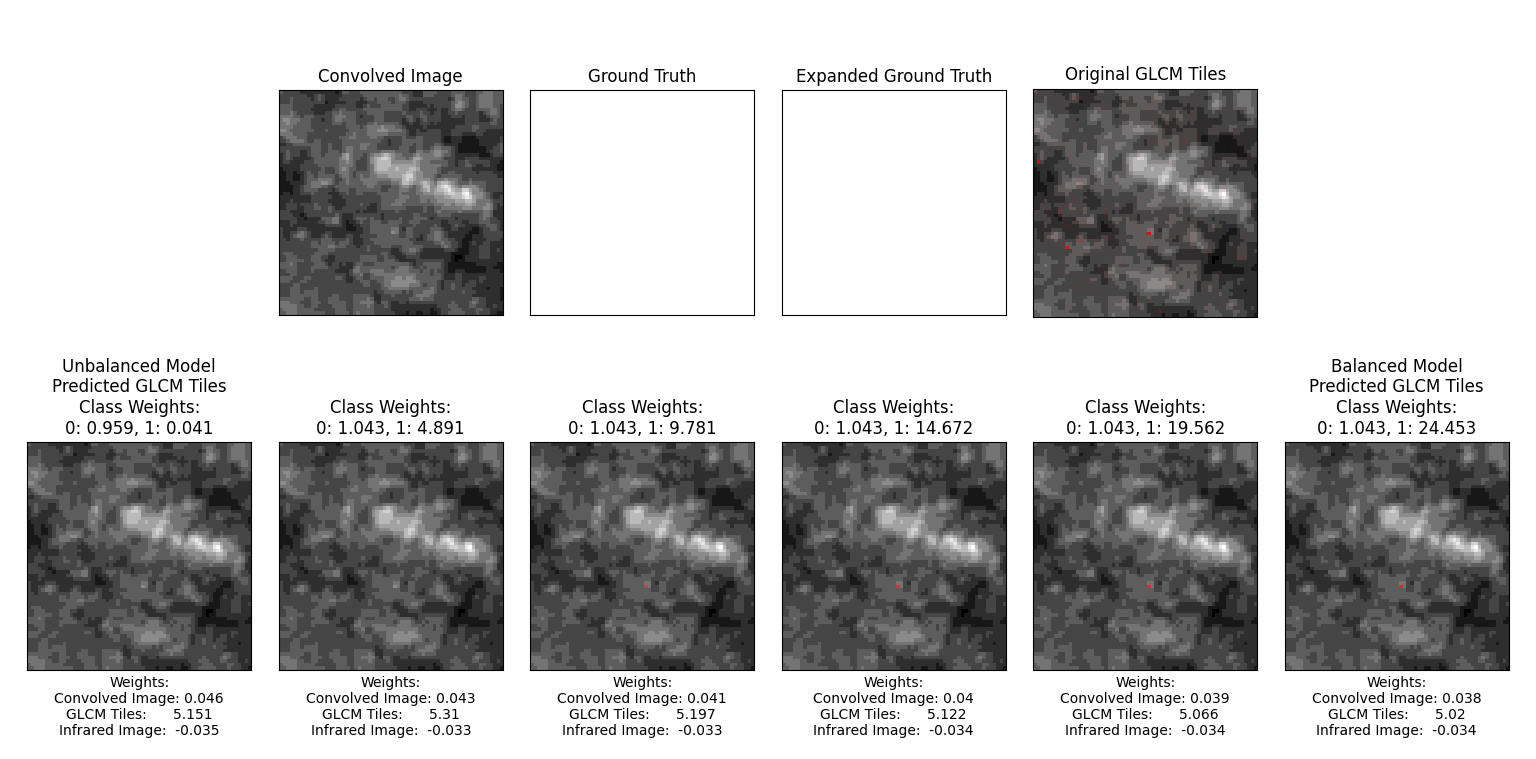 Convolved Image
Ground Truth
Expanded Ground Truth
Original GLCM Tiles
Unbalanced Model
Predicted GLCM Tiles
Class Weights:
0: 0.959, 1: 0.041
Class Weights:
0: 1.043, 1: 4.891
Class Weights:
0: 1.043, 1: 9.781
Class Weights:
0: 1.043, 1: 14.672
Class Weights:
0: 1.043, 1: 19.562
Balanced Model
Predicted GLCM Tiles
Class Weights:
0: 1.043, 1: 24.453
Weights:
Convolved Image: 0.046
GLCM Tiles: 5.151
Infrared Image: -0.035
Weights:
Convolved Image: 0.043
GLCM Tiles: 5.31
Infrared Image: -0.033
Weights:
Convolved Image: 0.041
GLCM Tiles: 5.197
Infrared Image: -0.033
Weights:
Convolved Image: 0.04
GLCM Tiles: 5.122
Infrared Image: -0.034
Weights:
Convolved Image: 0.039
GLCM Tiles: 5.066
Infrared Image: -0.034
Weights:
Convolved Image: 0.038
GLCM Tiles: 5.02
Infrared Image: -0.034